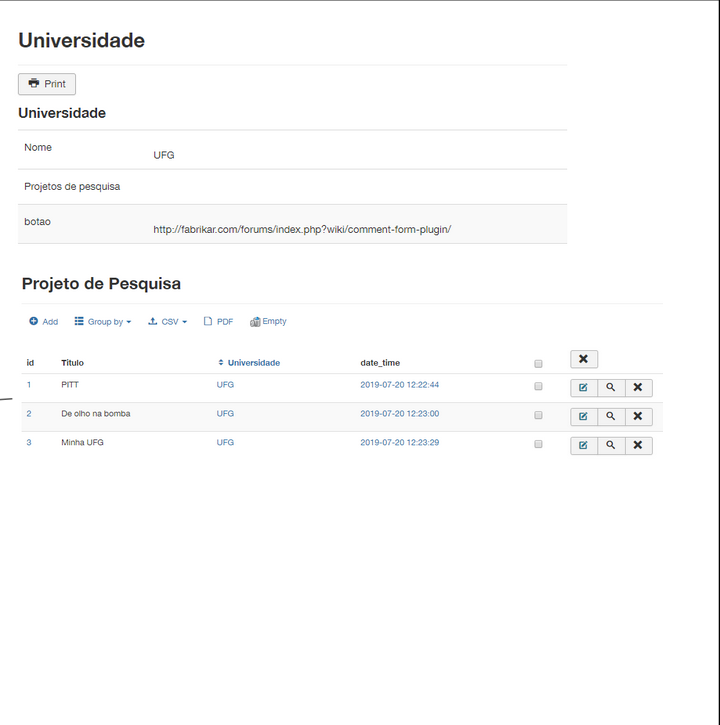 Universidade
Print
Universidade
Nome
UFG
Projetos de pesquisa
botao
http://fabrikar.com/forums/index.php?wiki/comment-form-plugin/
Projeto de Pesquisa
Add Group by CSV PDF Empty
id Titulo Universidade date_time
1 PITT UFG 2019-07-20 12:22:44
2 De olho na bomba UFG 2019-07-20 12:23:00
3 Minha UFG UFG 2019-07-20 12:23:29